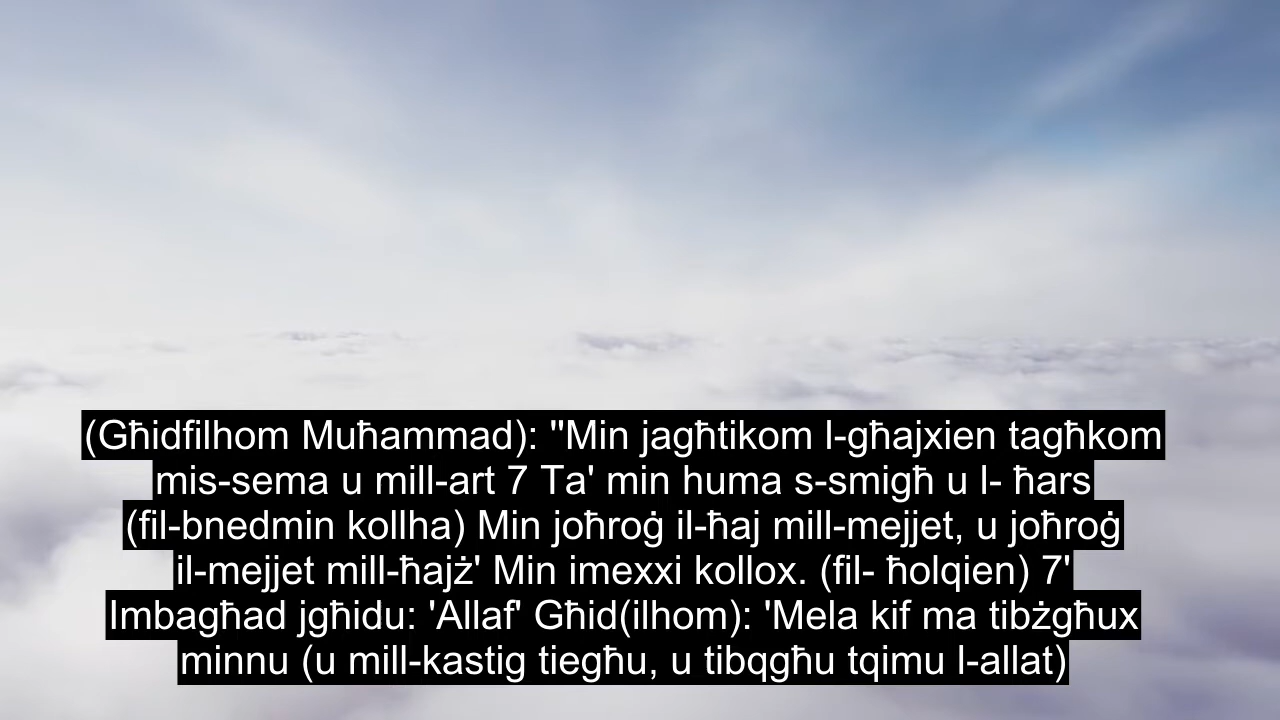 (Għidfilhom Muħammad): "Min jagħtikom l-għajxien tagħkom
mis-sema u mill-art 7 Ta' min huma s-smigħ u l- ħars
(fil-bnedmin kollha) Min joħroġ il-ħaj mill-mejjet, u joħroġ
il-mejjet mill-ħajż' Min imexxi kollox. (fil- ħolqien) 7'
Imbagħad jgħidu: 'Allaf' Għid(ilhom): 'Mela kif ma tibżgħux
minnu (u mill-kastig tiegħu, u tibqgħu tqimu l-allat)